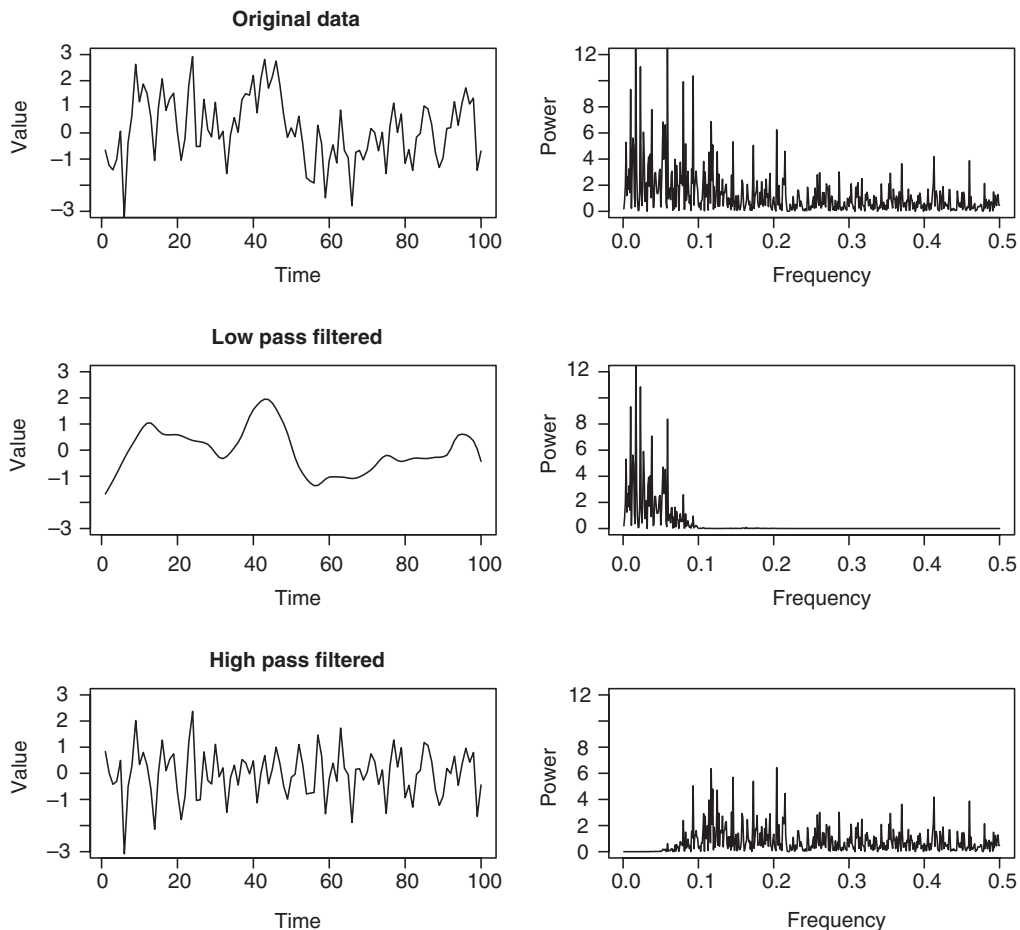 Original data
Value
3
2
1
0
−1
−3
0 20 40 60 80 100
Time
Power
12
8
6
4
2
0
0.0 0.1 0.2 0.3 0.4 0.5
Frequency
Low pass filtered
Value
3
2
1
0
−1
−3
0 20 40 60 80 100
Time
Power
12
8
6
4
2
0
0.0 0.1 0.2 0.3 0.4 0.5
Frequency
High pass filtered
Value
3
2
1
0
−1
−3
0 20 40 60 80 100
Time
Power
12
8
6
4
2
0
0.0 0.1 0.2 0.3 0.4 0.5
Frequency